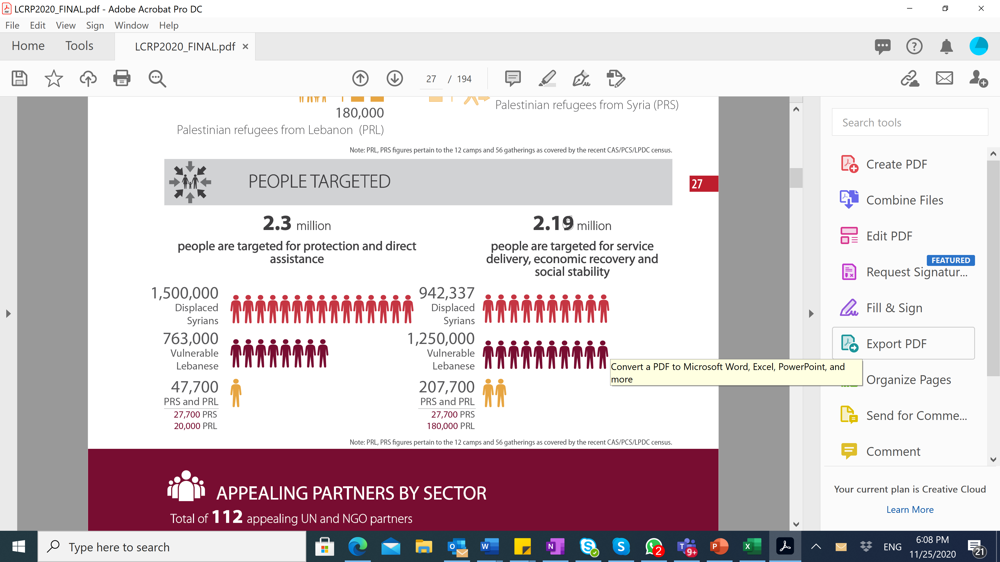 LCRP2020_FINAL.pdf - Adobe Acrobat Pro DC
File Edit View Sign Window Help
Home Tools LCRP2020_FINAL.pdf ×
27 / 194
Palestinian refugees from Syria (PRS)
180,000
Palestinian refugees from Lebanon (PRL)
Note: PRL, PRS figures pertain to the 12 camps and 56 gatherings as covered by the recent CAS/PCS/LPDC census.
PEOPLE TARGETED
27
2.3 million
people are targeted for protection and direct
assistance
1,500,000
Displaced
Syrians
763,000
Vulnerable
Lebanese
47,700
PRS and PRL
27,700 PRS
20,000 PRL
2.19 million
people are targeted for service
delivery, economic recovery and
social stability
942,337
Displaced
Syrians
1,250,000
Vulnerable
Lebanese
207,700
PRS and PRL
27,700 PRS
180,000 PRL
Note: PRL, PRS figures pertain to the 12 camps and 56 gatherings as covered by the recent CAS/PCS/LPDC census.
APPEALING PARTNERS BY SECTOR
Total of 112 appealing UN and NGO partners
Search tools
Create PDF
Combine Files
Edit PDF
FEATURED
Request Signatur...
Fill & Sign
Export PDF
Convert a PDF to Microsoft Word, Excel, PowerPoint, and
more
Organize Pages
Send for Comme...
Comment
Your current plan is Creative Cloud
Learn More
Type here to search
2
9+
ENG
6:08 PM
11/25/2020
21